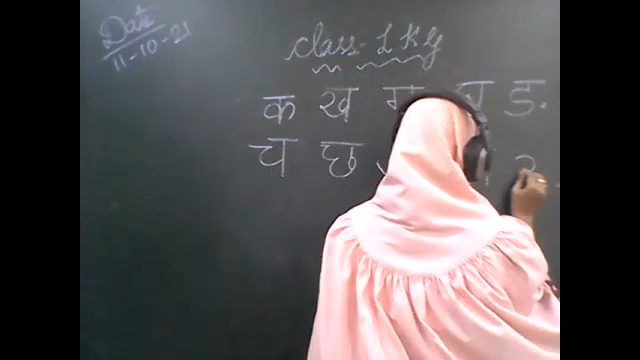 Date
11-10-21
Class-LKG
क ख ग घ ङ
च छ